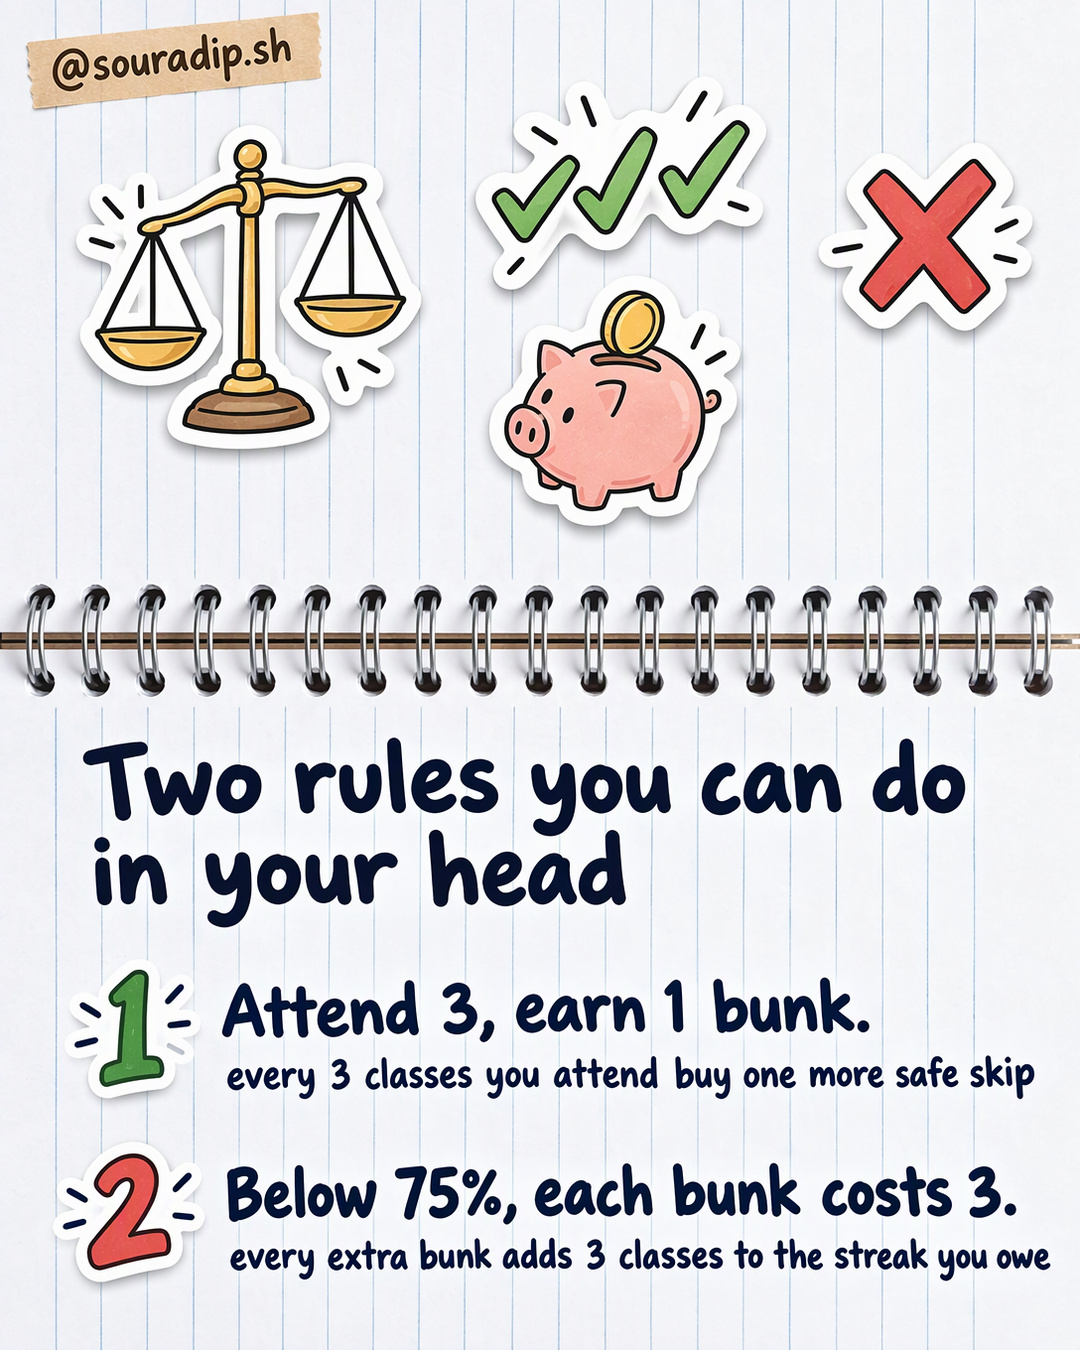 @souradip.sh
Two rules you can do
in your head
1 Attend 3, earn 1 bunk.
every 3 classes you attend buy one more safe skip
2 Below 75%, each bunk costs 3.
every extra bunk adds 3 classes to the streak you owe